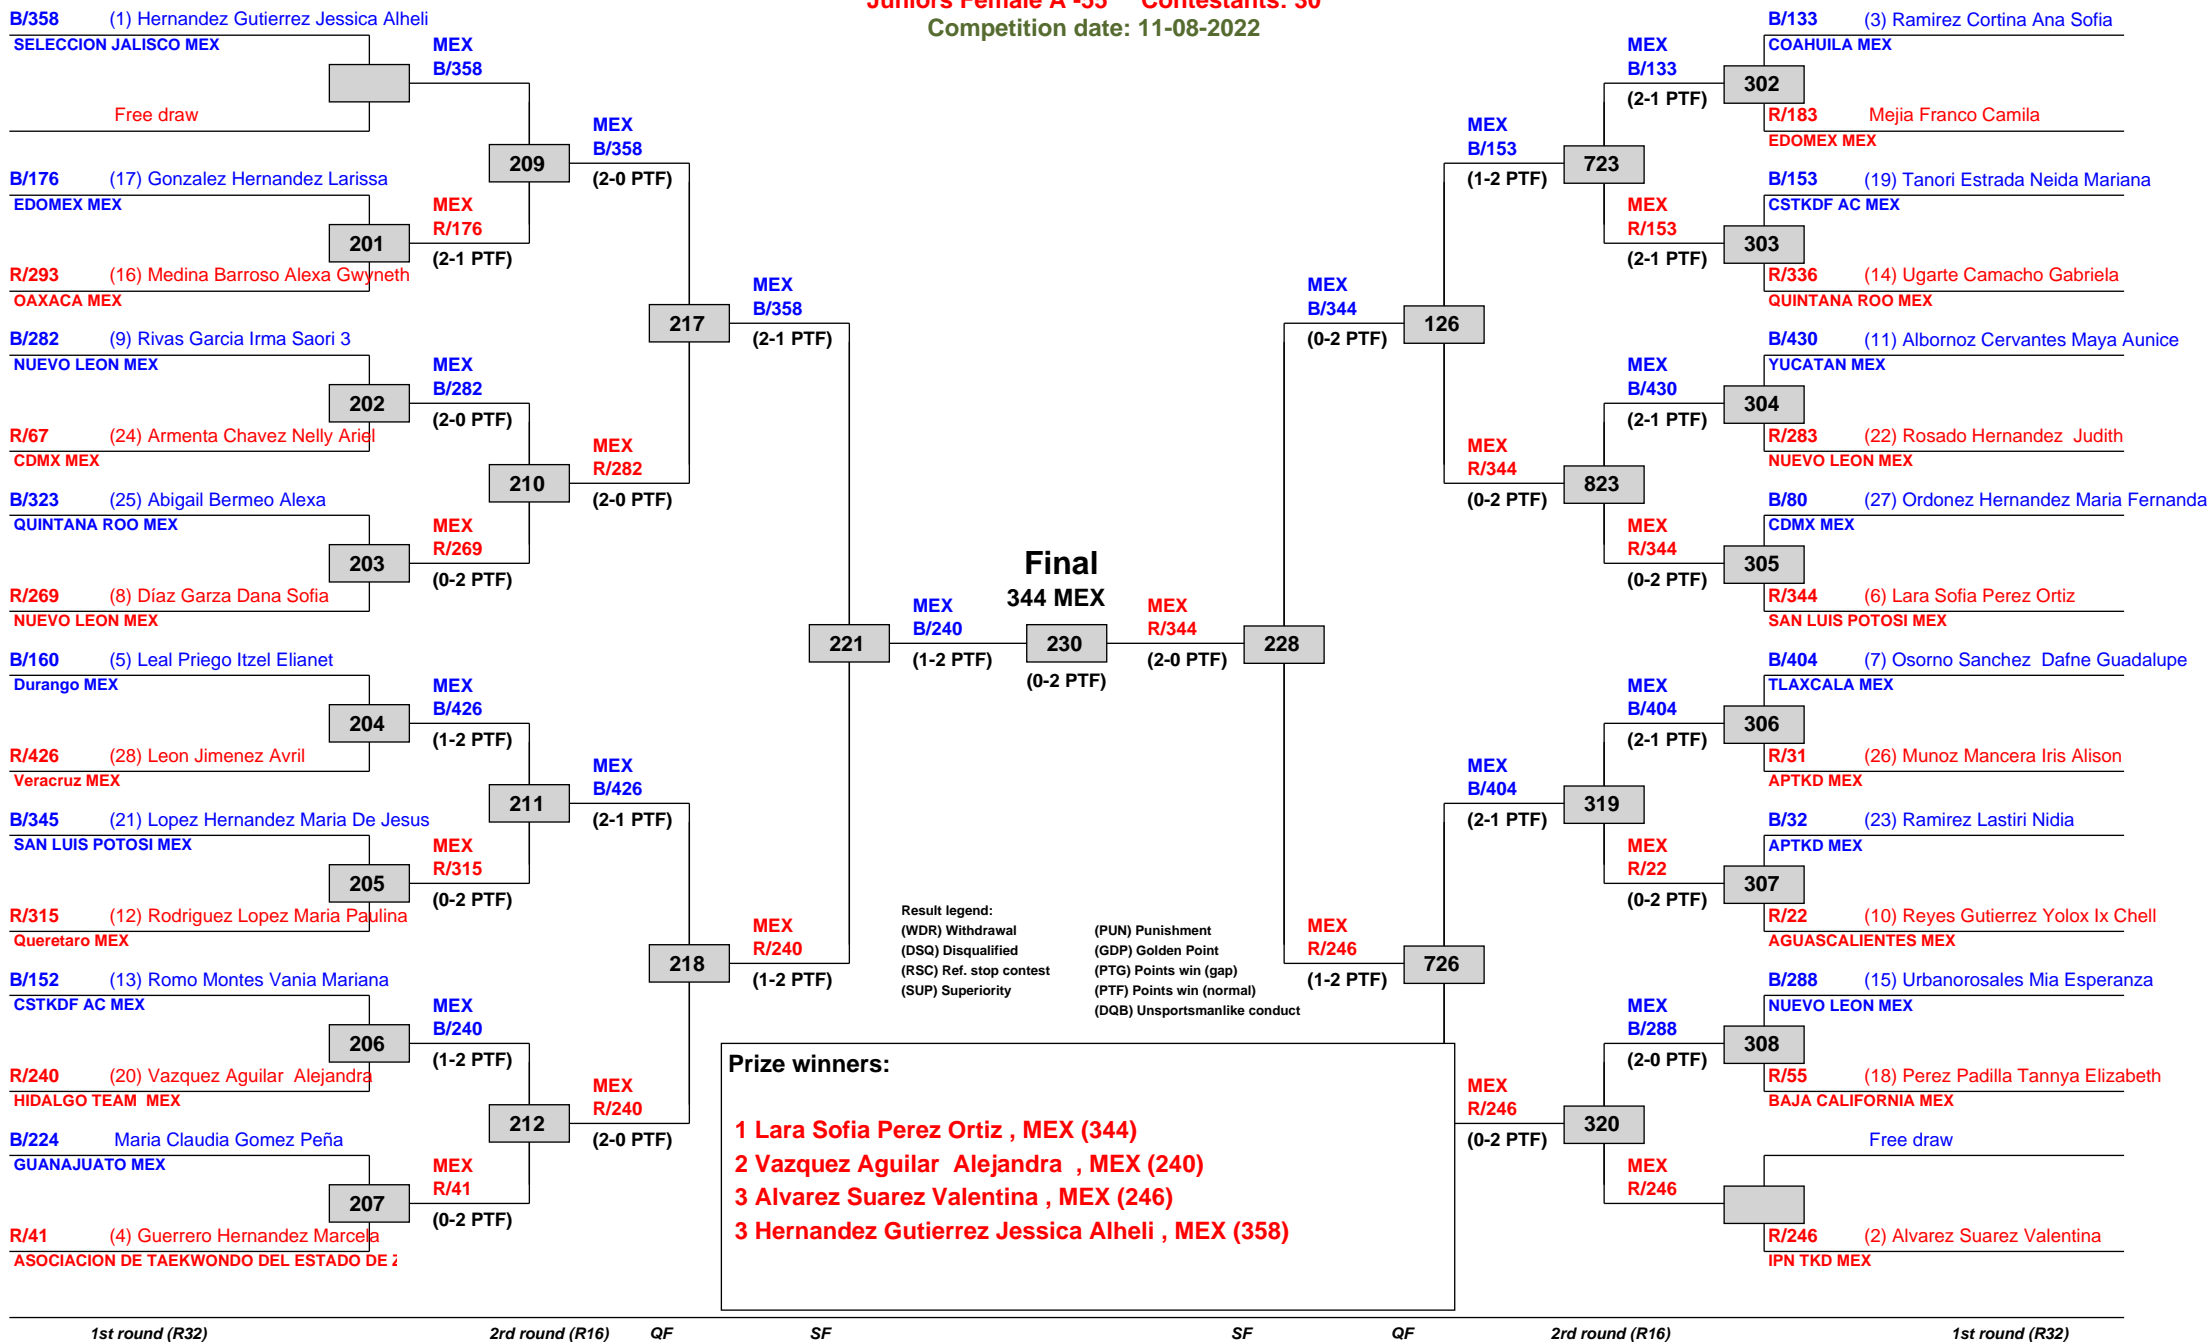 Juniors Female A -55 Contestants: 30
Competition date: 11-08-2022
B/358 (1) Hernandez Gutierrez Jessica Alheli
SELECCION JALISCO MEX
Free draw
B/176 (17) Gonzalez Hernandez Larissa
EDOMEX MEX
201
R/293 (16) Medina Barroso Alexa Gwyneth
OAXACA MEX
B/282 (9) Rivas Garcia Irma Saori 3
NUEVO LEON MEX
202
R/67 (24) Armenta Chavez Nelly Ariel
CDMX MEX
B/323 (25) Abigail Bermeo Alexa
QUINTANA ROO MEX
203
R/269 (8) Díaz Garza Dana Sofia
NUEVO LEON MEX
B/160 (5) Leal Priego Itzel Elianet
Durango MEX
204
R/426 (28) Leon Jimenez Avril
Veracruz MEX
B/345 (21) Lopez Hernandez Maria De Jesus
SAN LUIS POTOSI MEX
205
R/315 (12) Rodriguez Lopez Maria Paulina
Queretaro MEX
B/152 (13) Romo Montes Vania Mariana
CSTKDF AC MEX
206
R/240 (20) Vazquez Aguilar Alejandra
HIDALGO TEAM MEX
B/224 Maria Claudia Gomez Peña
GUANAJUATO MEX
207
R/41 (4) Guerrero Hernandez Marcela
ASOCIACION DE TAEKWONDO DEL ESTADO DE
MEX
B/358
209
MEX
R/176
(2-1 PTF)
MEX
B/282
(2-0 PTF)
210
MEX
R/269
(0-2 PTF)
MEX
B/426
(1-2 PTF)
211
MEX
R/315
(0-2 PTF)
MEX
B/240
(1-2 PTF)
212
MEX
R/41
(0-2 PTF)
MEX
B/358
(2-0 PTF)
217
MEX
R/282
(2-0 PTF)
MEX
B/426
(2-1 PTF)
218
MEX
R/240
(2-0 PTF)
MEX
B/358
(2-1 PTF)
221
MEX
R/240
(1-2 PTF)
MEX
B/240
(1-2 PTF)
Final
344 MEX
230
(0-2 PTF)
MEX
R/344
(2-0 PTF)
228
MEX
B/344
(0-2 PTF)
126
MEX
R/246
(1-2 PTF)
726
MEX
B/153
(1-2 PTF)
723
MEX
R/344
(0-2 PTF)
823
MEX
B/404
(2-1 PTF)
319
MEX
R/246
(0-2 PTF)
320
MEX
B/133
(2-1 PTF)
MEX
R/153
(2-1 PTF)
MEX
B/430
(2-1 PTF)
MEX
R/344
(0-2 PTF)
MEX
B/404
(2-1 PTF)
MEX
R/22
(0-2 PTF)
MEX
B/288
(2-0 PTF)
MEX
R/246
B/133 (3) Ramirez Cortina Ana Sofia
COAHUILA MEX
302
R/183 Mejia Franco Camila
EDOMEX MEX
B/153 (19) Tanori Estrada Neida Mariana
CSTKDF AC MEX
303
R/336 (14) Ugarte Camacho Gabriela
QUINTANA ROO MEX
B/430 (11) Albornoz Cervantes Maya Aunice
YUCATAN MEX
304
R/283 (22) Rosado Hernandez Judith
NUEVO LEON MEX
B/80 (27) Ordonez Hernandez Maria Fernanda
CDMX MEX
305
R/344 (6) Lara Sofia Perez Ortiz
SAN LUIS POTOSI MEX
B/404 (7) Osorno Sanchez Dafne Guadalupe
TLAXCALA MEX
306
R/31 (26) Munoz Mancera Iris Alison
APTKD MEX
B/32 (23) Ramirez Lastiri Nidia
APTKD MEX
307
R/22 (10) Reyes Gutierrez Yolox Ix Chell
AGUASCALIENTES MEX
B/288 (15) Urbanorosales Mia Esperanza
NUEVO LEON MEX
308
R/55 (18) Perez Padilla Tannya Elizabeth
BAJA CALIFORNIA MEX
Free draw
R/246 (2) Alvarez Suarez Valentina
IPN TKD MEX
Result legend:
(WDR) Withdrawal (PUN) Punishment
(DSQ) Disqualified (GDP) Golden Point
(RSC) Ref. stop contest (PTG) Points win (gap)
(SUP) Superiority (PTF) Points win (normal)
(DQB) Unsportsmanlike conduct
Prize winners:
1 Lara Sofia Perez Ortiz , MEX (344)
2 Vazquez Aguilar Alejandra , MEX (240)
3 Alvarez Suarez Valentina , MEX (246)
3 Hernandez Gutierrez Jessica Alheli , MEX (358)
1st round (R32) 2rd round (R16) QF SF SF QF 2rd round (R16) 1st round (R32)